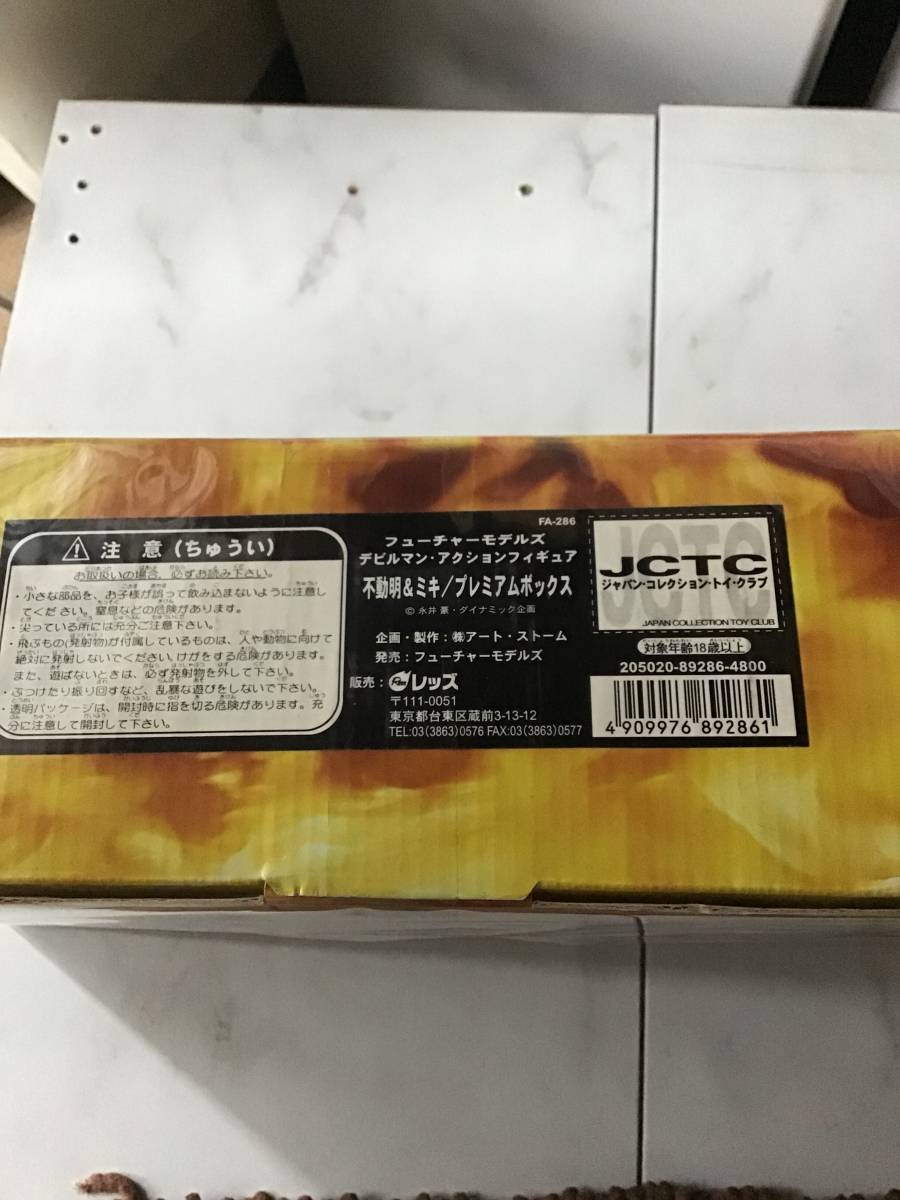 注 意 (ちゅうい)
お取扱いの場合、必ずお読み下さい。
・小さな部品を、お子様が誤って飲み込まないように注意してください。窒息などの危険があります。
・尖っている所には充分ご注意下さい。
・飛ぶもの(発射物)が付属しているものは、人や動物に向けて
絶対に発射しないでください。けがをする危険があります。
また、遊ばないときは、必ず発射物を外して下さい。
・ぶつけたり振り回すなど、乱暴な遊びをしないで下さい。
・透明パッケージは、開封時に指を切る危険があります。充
分に注意して開封して下さい。
FA-286
フューチャーモデルズ
デビルマン・アクションフィギュア
不動明&ミキ/プレミアムボックス
© 永井 豪・ダイナミック企画
企画・製作:㈱アート・ストーム
発売:フューチャーモデルズ
販売: レッズ
〒111-0051
東京都台東区蔵前3-13-12
TEL:03(3863)0576 FAX:03(3863)0577
JCTC
JCTC
ジャパン・コレクション・トイ・クラブ
JCTC
JAPAN COLLECTION TOY CLUB
対象年齢18歳以上
205020-89286-4800
4 909976 892861